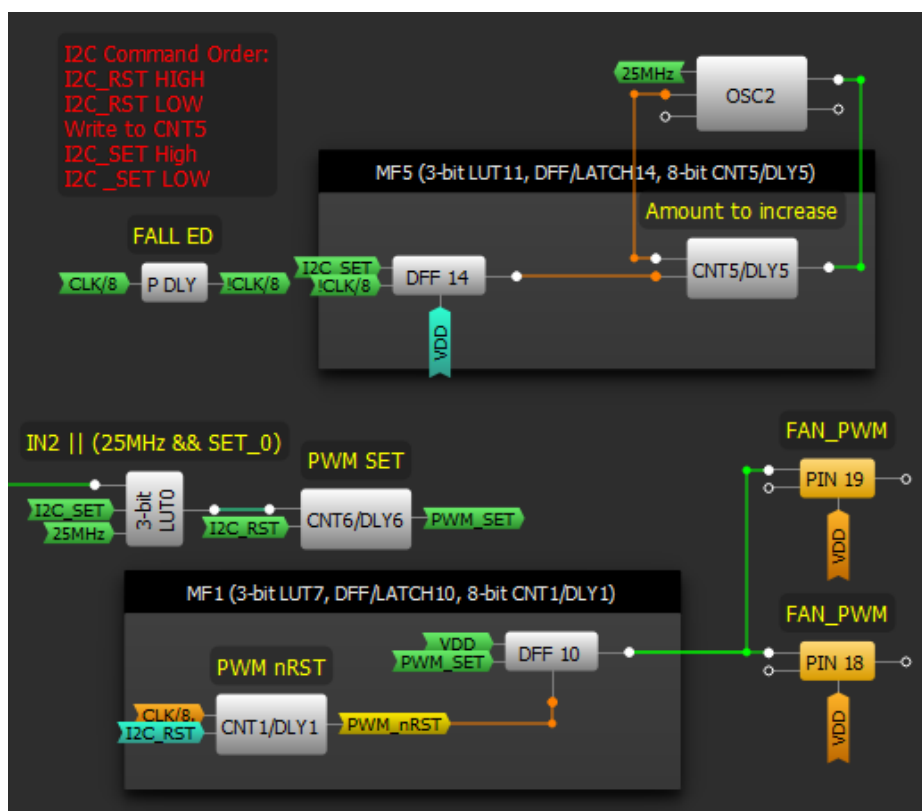 I2C Command Order:
I2C_RST HIGH
I2C_RST LOW
Write to CNT5
I2C_SET High
I2C _SET LOW
25MHz
OSC2
MF5 (3-bit LUT11, DFF/LATCH14, 8-bit CNT5/DLY5)
Amount to increase
FALL ED
CLK/8
P DLY
!CLK/8
I2C_SET
!CLK/8
DFF 14
CNT5/DLY5
VDD
IN2 || (25MHz && SET_0)
PWM SET
FAN_PWM
3-bit
LUT0
I2C_SET
25MHz
I2C_RST
CNT6/DLY6
PWM_SET
PIN 19
VDD
MF1 (3-bit LUT7, DFF/LATCH10, 8-bit CNT1/DLY1)
FAN_PWM
PWM nRST
VDD
PWM_SET
DFF 10
PIN 18
CLK/8.
I2C_RST
CNT1/DLY1
PWM_nRST
VDD